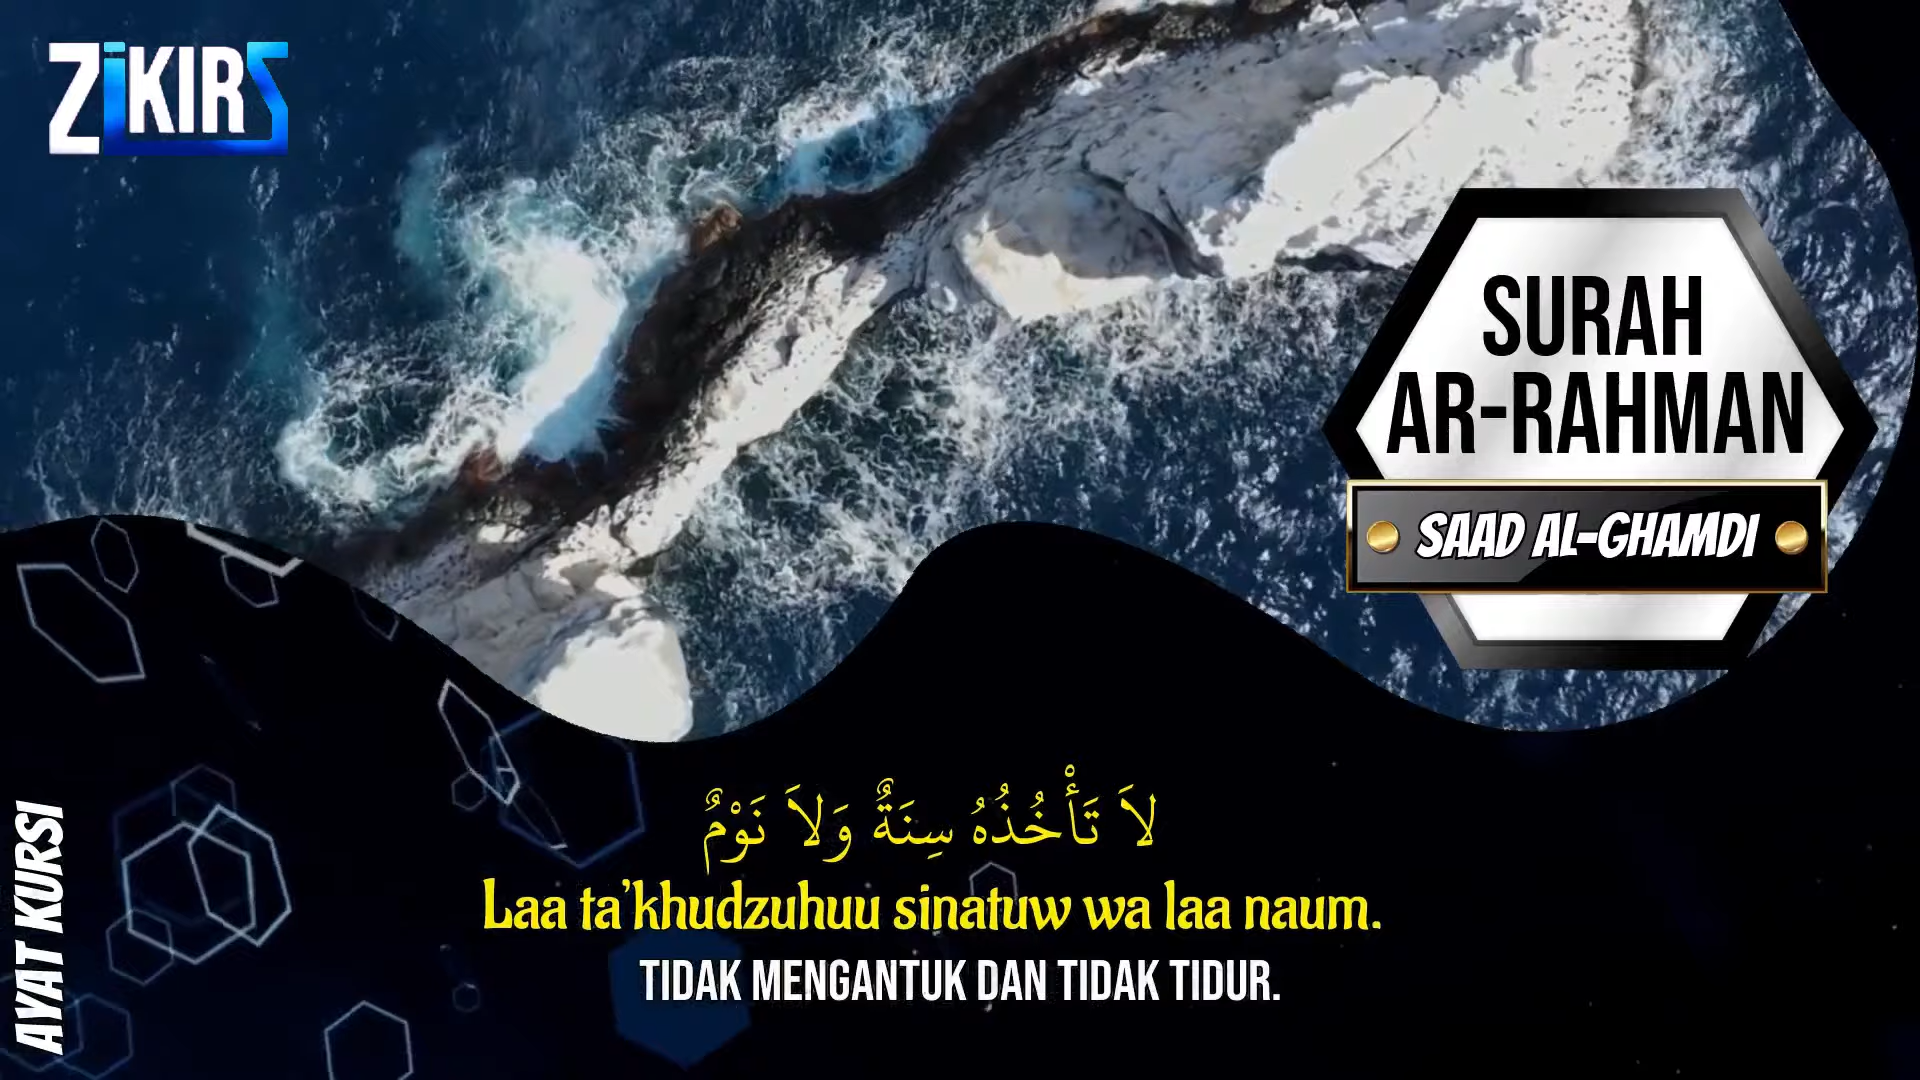 ZiKIRS
SURAH
AR-RAHMAN
SAAD AL-GHAMDI
لاَ تَأْخُذُهُ سِنَةٌ وَلاَ نَوْمٌ
Laa ta'khudzuhuu sinatuw wa laa naum.
TIDAK MENGANTUK DAN TIDAK TIDUR.
AYAT KURSI